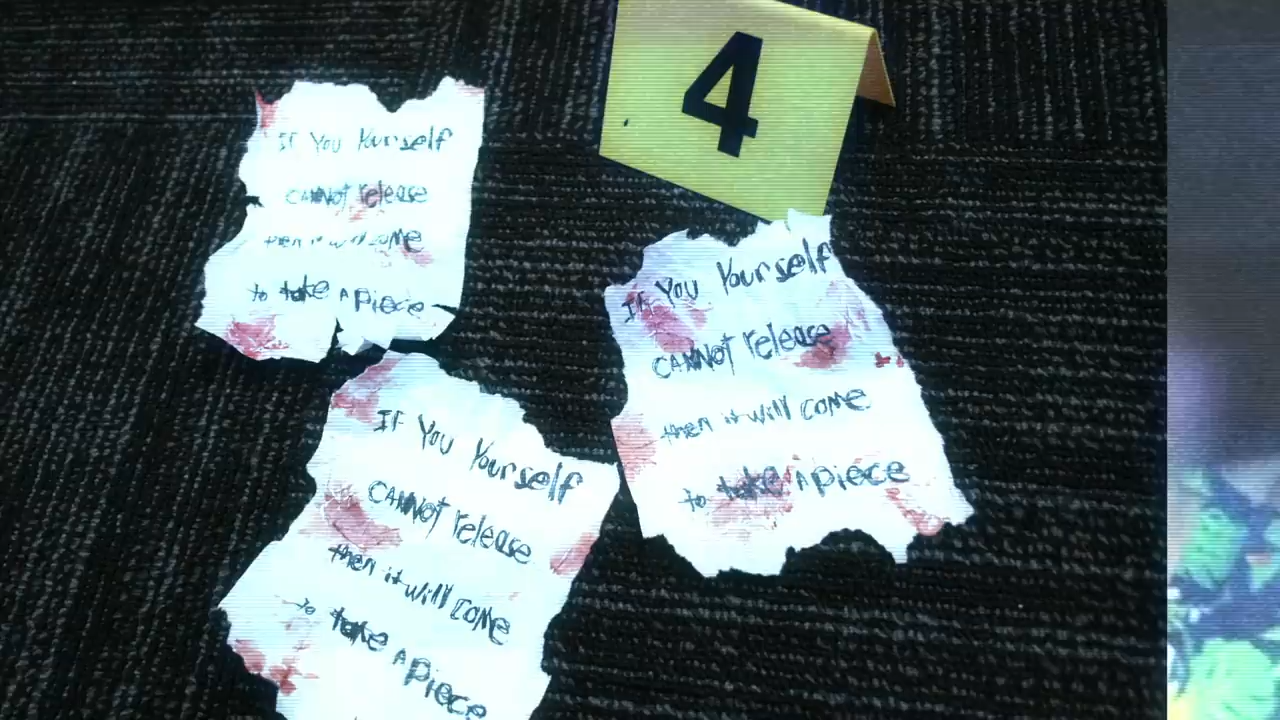 4
If You Yourself
CANNOT release
then it will come
to take A piece
If You Yourself
CANNOT release
then it will come
to take A piece
If You Yourself
CANNOT release
then it will come
to take A piece